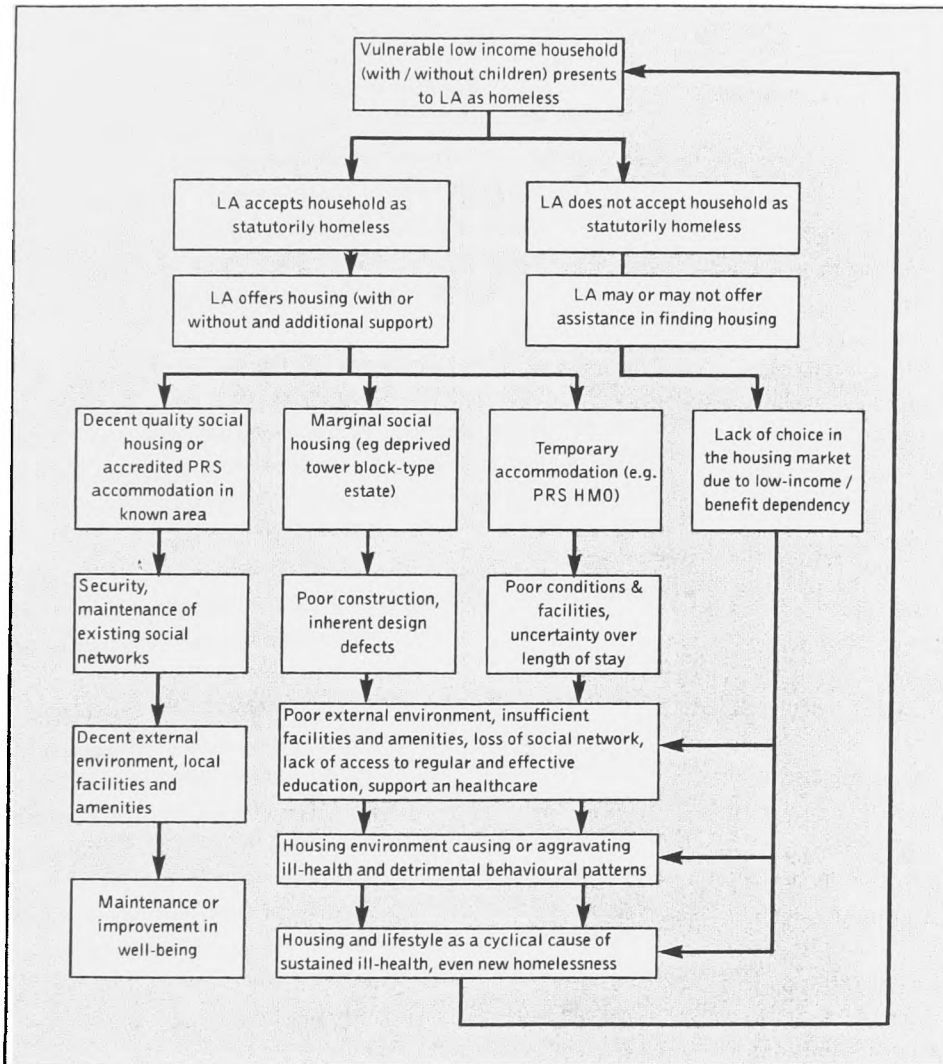 Vulnerable low income household
(with / without children) presents
to LA as homeless
LA accepts household as
statutorily homeless
LA does not accept household as
statutorily homeless
LA offers housing (with or
without and additional support)
LA may or may not offer
assistance in finding housing
Decent quality social
housing or
accredited PRS
accommodation in
known area
Marginal social
housing (eg deprived
tower block-type
estate)
Temporary
accommodation (e.g.
PRS HMO)
Lack of choice in
the housing market
due to low-income /
benefit dependency
Security,
maintenance of
existing social
networks
Poor construction,
inherent design
defects
Poor conditions &
facilities,
uncertainty over
length of stay
Decent external
environment, local
facilities and
amenities
Poor external environment, insufficient
facilities and amenities, loss of social network,
lack of access to regular and effective
education, support an healthcare
Housing environment causing or aggravating
ill-health and detrimental behavioural patterns
Maintenance or
improvement in
well-being
Housing and lifestyle as a cyclical cause of
sustained ill-health, even new homelessness